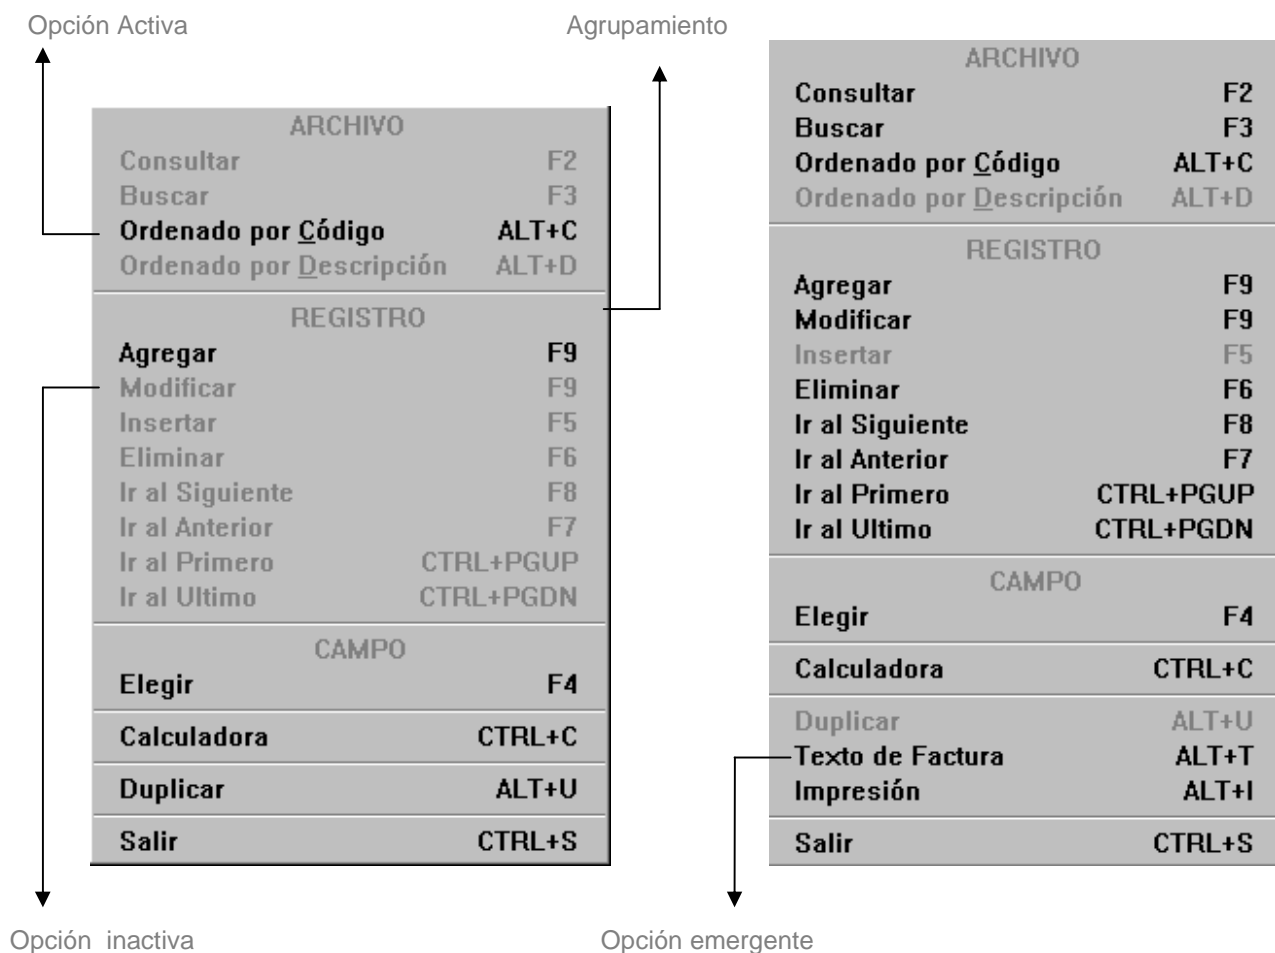 Opción Activa
Agrupamiento
ARCHIVO
Consultar F2
Buscar F3
Ordenado por Código ALT+C
Ordenado por Descripción ALT+D
REGISTRO
Agregar F9
Modificar F9
Insertar F5
Eliminar F6
Ir al Siguiente F8
Ir al Anterior F7
Ir al Primero CTRL+PGUP
Ir al Ultimo CTRL+PGDN
CAMPO
Elegir F4
Calculadora CTRL+C
Duplicar ALT+U
Salir CTRL+S
ARCHIVO
Consultar F2
Buscar F3
Ordenado por Código ALT+C
Ordenado por Descripción ALT+D
REGISTRO
Agregar F9
Modificar F9
Insertar F5
Eliminar F6
Ir al Siguiente F8
Ir al Anterior F7
Ir al Primero CTRL+PGUP
Ir al Ultimo CTRL+PGDN
CAMPO
Elegir F4
Calculadora CTRL+C
Duplicar ALT+U
Texto de Factura ALT+T
Impresión ALT+I
Salir CTRL+S
Opción inactiva
Opción emergente